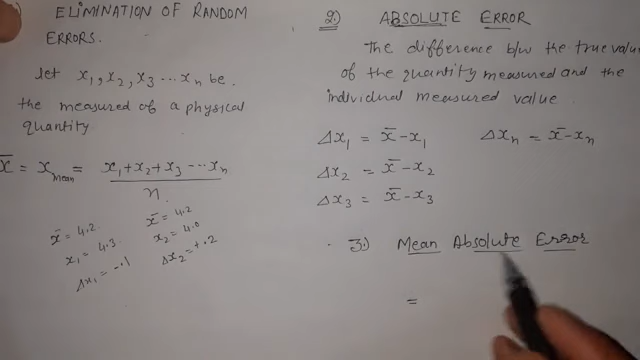 ELIMINATION OF RANDOM
ERRORS.
let x₁, x₂, x₃ ... xₙ be.
the measured of a physical
quantity.
x̄ = x Mean = x₁+x₂+x₃ ... xₙ / n
x̄ = 4.2.
x₁ = 4.3
Δx₁ = -.1
x̄ = 4.2
x₂ = 4.0
Δx₂ = +.2
2.) ABSOLUTE ERROR
The difference b/w the true value
of the quantity measured and the
individual measured value.
Δx₁ = x̄-x₁ Δxₙ = x̄-xₙ
Δx₂ = x̄-x₂
Δx₃ = x̄-x₃
3.) Mean Absolute Error
=